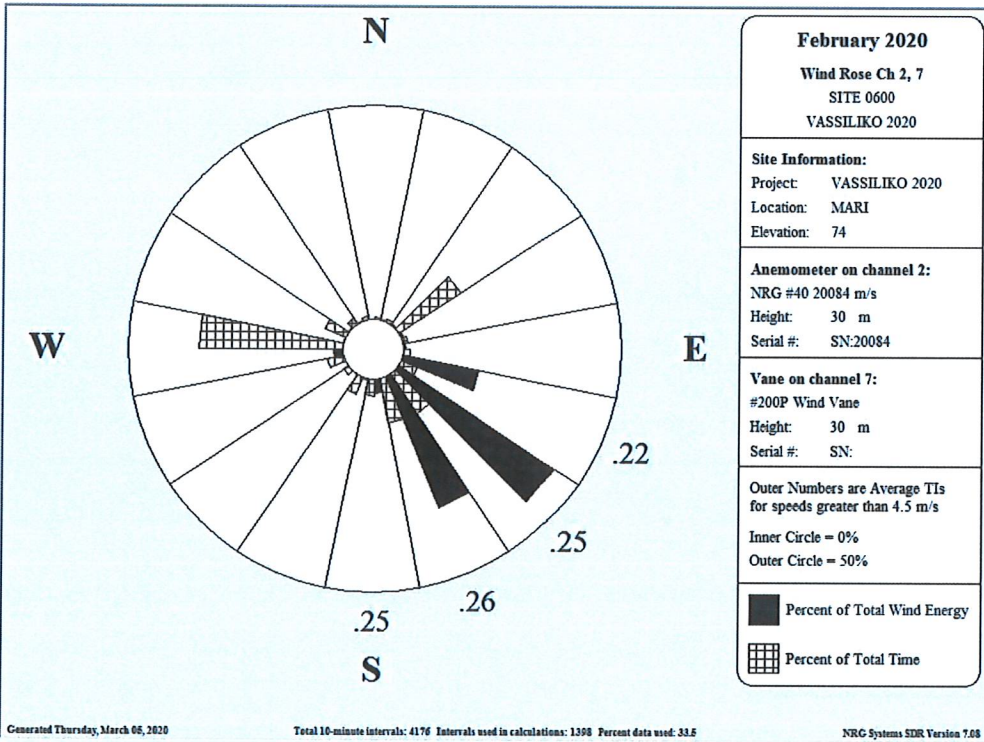 N
W
E
S
.22
.25
.26
.25
February 2020
Wind Rose Ch 2, 7
SITE 0600
VASSILIKO 2020
Site Information:
Project: VASSILIKO 2020
Location: MARI
Elevation: 74
Anemometer on channel 2:
NRG #40 20084 m/s
Height: 30 m
Serial #: SN:20084
Vane on channel 7:
#200P Wind Vane
Height: 30 m
Serial #: SN:
Outer Numbers are Average TIs
for speeds greater than 4.5 m/s
Inner Circle = 0%
Outer Circle = 50%
Percent of Total Wind Energy
Percent of Total Time
Generated Thursday, March 05, 2020 Total 10-minute intervals: 4176 Intervals used in calculations: 1398 Percent data used: 33.5 NRG Systems SDR Version 7.08